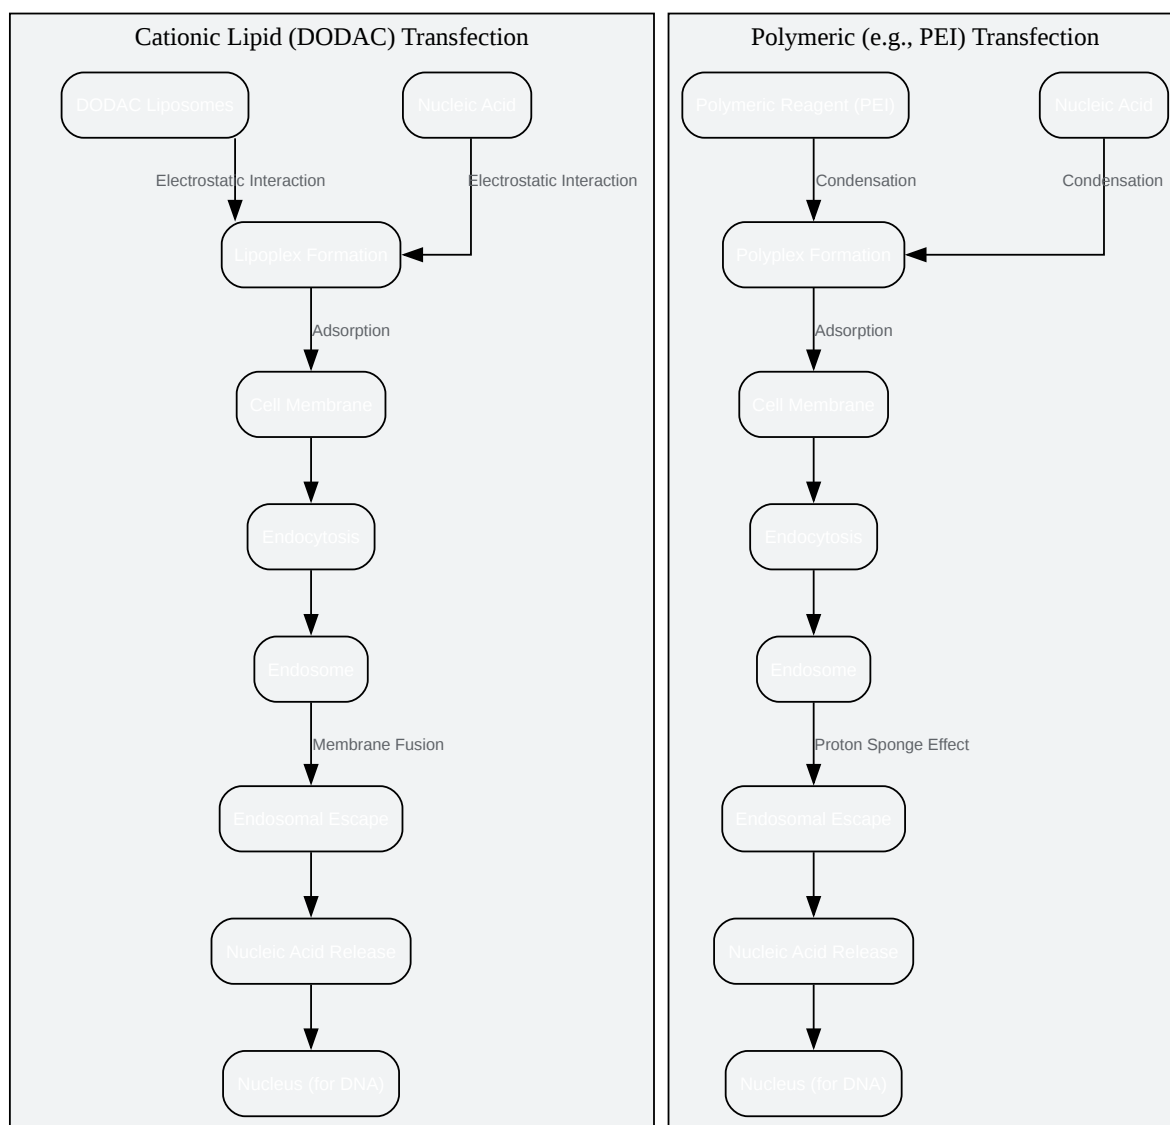 Cationic Lipid (DODAC) Transfection
DODAC Liposomes
Nucleic Acid
Electrostatic Interaction
Electrostatic Interaction
Lipoplex Formation
Adsorption
Cell Membrane
Endocytosis
Endosome
Membrane Fusion
Endosomal Escape
Nucleic Acid Release
Nucleus (for DNA)
Polymeric (e.g., PEI) Transfection
Polymeric Reagent (PEI)
Nucleic Acid
Condensation
Condensation
Polyplex Formation
Adsorption
Cell Membrane
Endocytosis
Endosome
Proton Sponge Effect
Endosomal Escape
Nucleic Acid Release
Nucleus (for DNA)